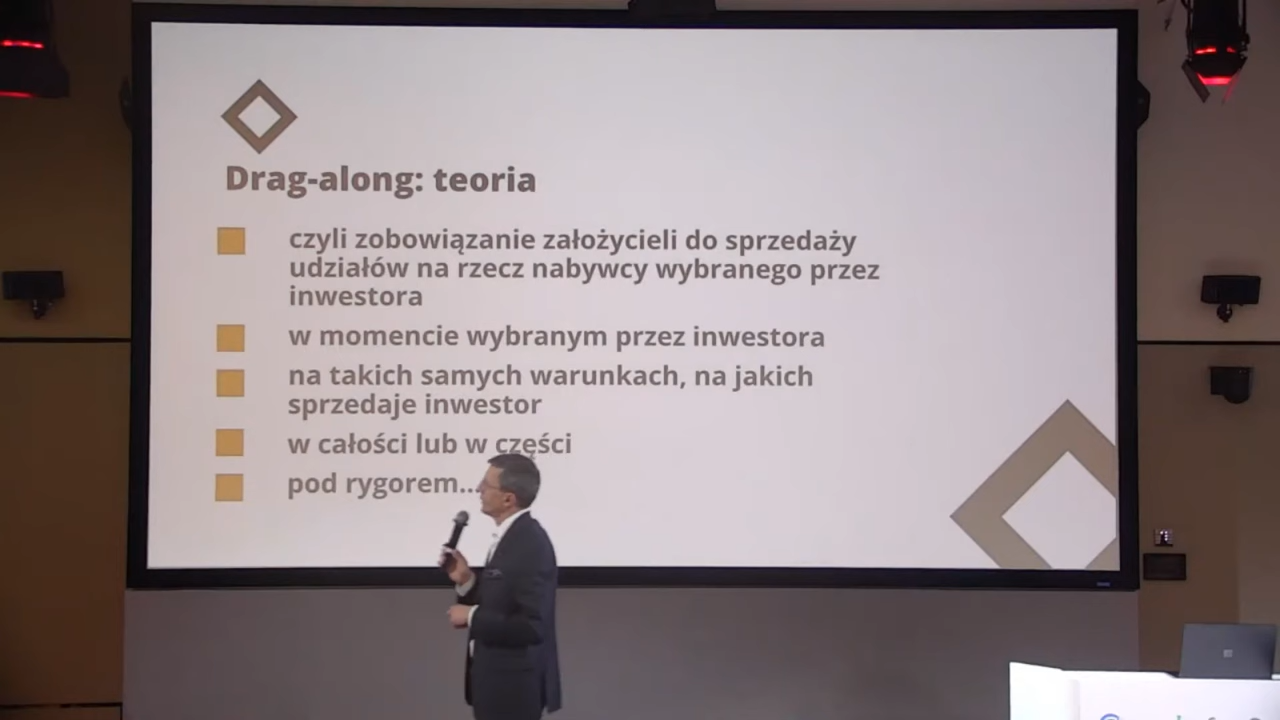 Drag-along: teoria
czyli zobowiązanie założycieli do sprzedaży
udziałów na rzecz nabywcy wybranego przez
inwestora
w momencie wybranym przez inwestora
na takich samych warunkach, na jakich
sprzedaje inwestor
w całości lub w części
pod rygorem...